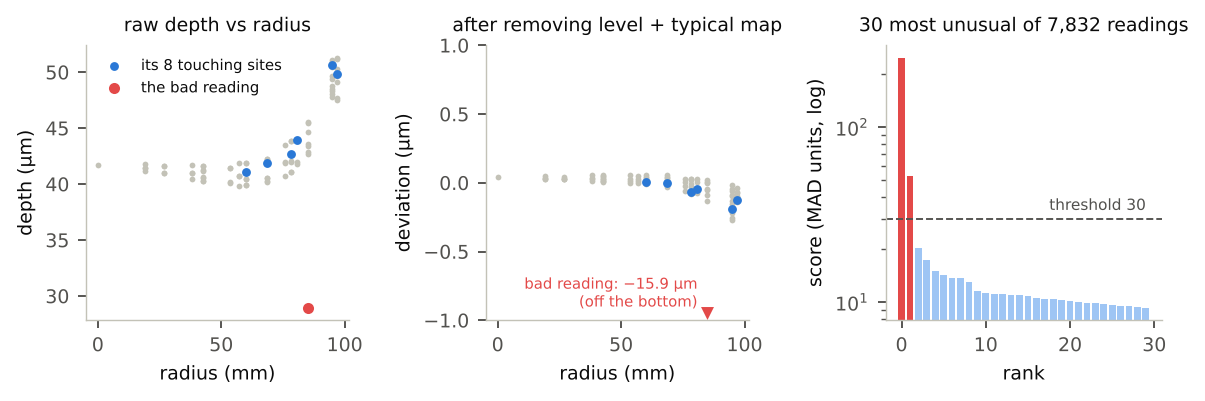 raw depth vs radius
its 8 touching sites
the bad reading
depth (µm)
50
45
40
35
30
0
50
100
radius (mm)
after removing level + typical map
deviation (µm)
1.0
0.5
0.0
−0.5
−1.0
bad reading: −15.9 µm
(off the bottom)
0
50
100
radius (mm)
30 most unusual of 7,832 readings
score (MAD units, log)
10²
10¹
threshold 30
0
10
20
30
rank